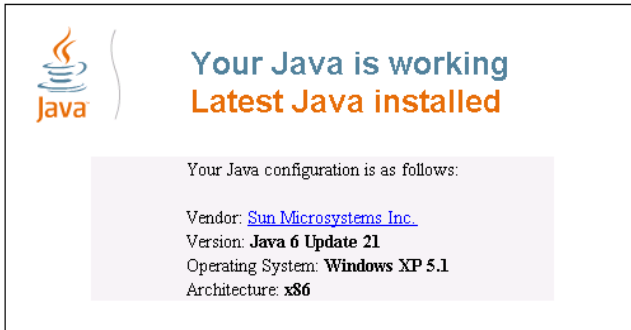 Java
Your Java is working
Latest Java installed
Your Java configuration is as follows:
Vendor: Sun Microsystems Inc.
Version: Java 6 Update 21
Operating System: Windows XP 5.1
Architecture: x86